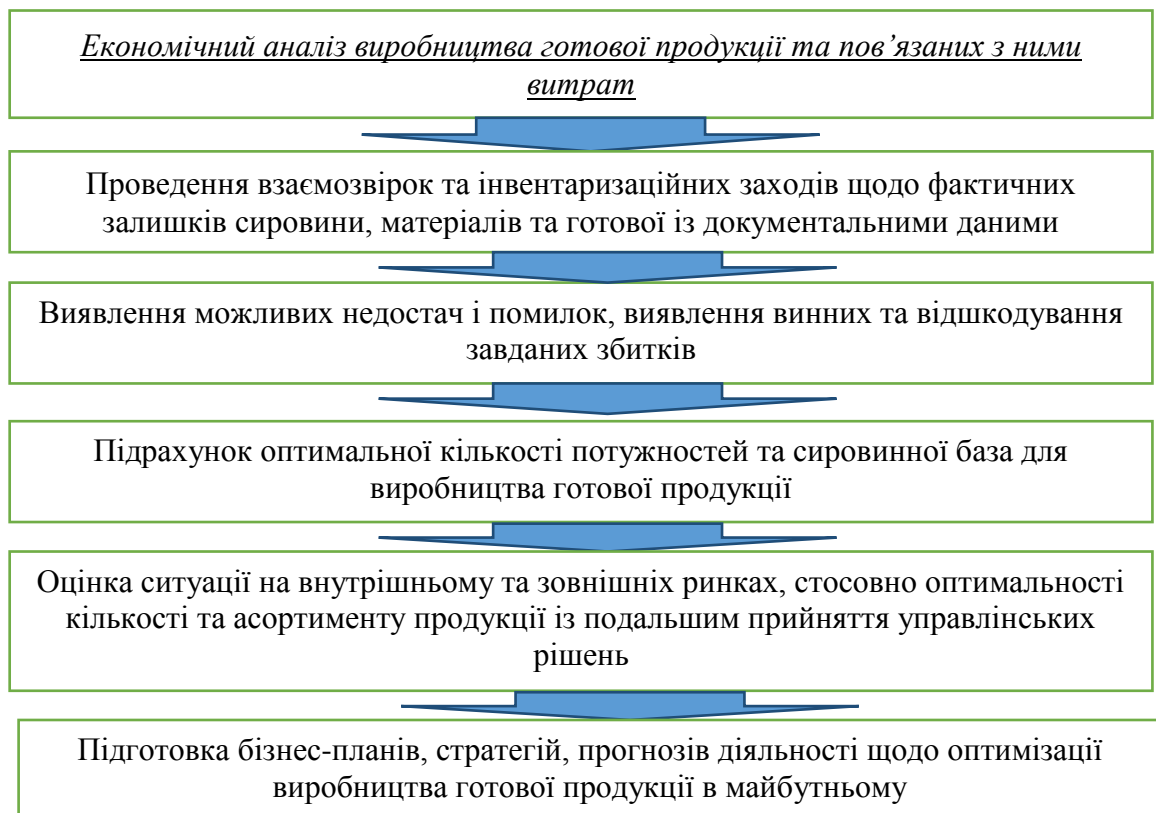 Економічний аналіз виробництва готової продукції та пов’язаних з ними
витрат
Проведення взаємозвірок та інвентаризаційних заходів щодо фактичних
залишків сировини, матеріалів та готової із документальними даними
Виявлення можливих недостач і помилок, виявлення винних та відшкодування
завданих збитків
Підрахунок оптимальної кількості потужностей та сировинної база для
виробництва готової продукції
Оцінка ситуації на внутрішньому та зовнішніх ринках, стосовно оптимальності
кількості та асортименту продукції із подальшим прийняття управлінських
рішень
Підготовка бізнес-планів, стратегій, прогнозів діяльності щодо оптимізації
виробництва готової продукції в майбутньому